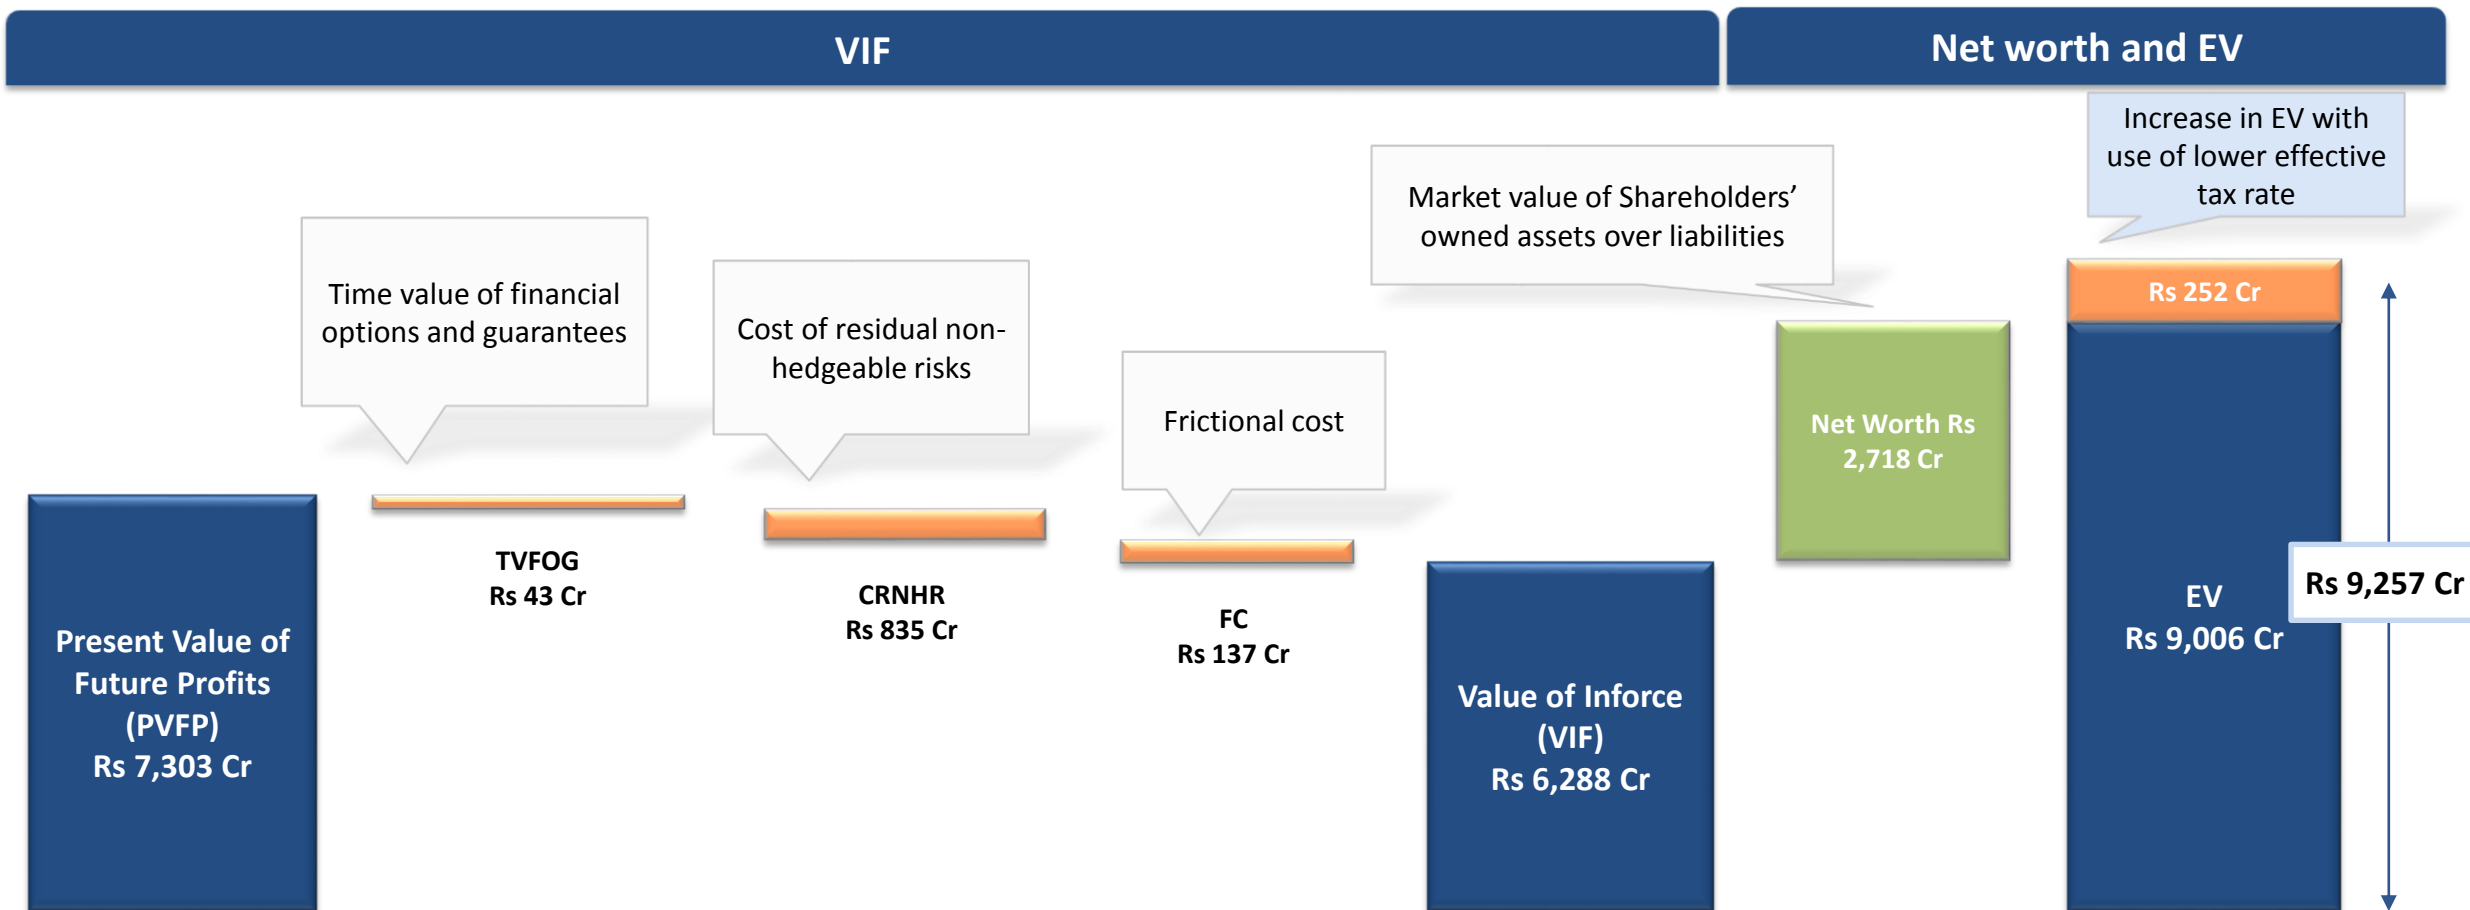 VIF
Net worth and EV
Increase in EV with
use of lower effective
tax rate
Market value of Shareholders’
owned assets over liabilities
Time value of financial
options and guarantees
Cost of residual non-
hedgeable risks
Frictional cost
Rs 252 Cr
Net Worth Rs
2,718 Cr
TVFOG
Rs 43 Cr
CRNHR
Rs 835 Cr
FC
Rs 137 Cr
Present Value of
Future Profits
(PVFP)
Rs 7,303 Cr
Value of Inforce
(VIF)
Rs 6,288 Cr
EV
Rs 9,006 Cr
Rs 9,257 Cr